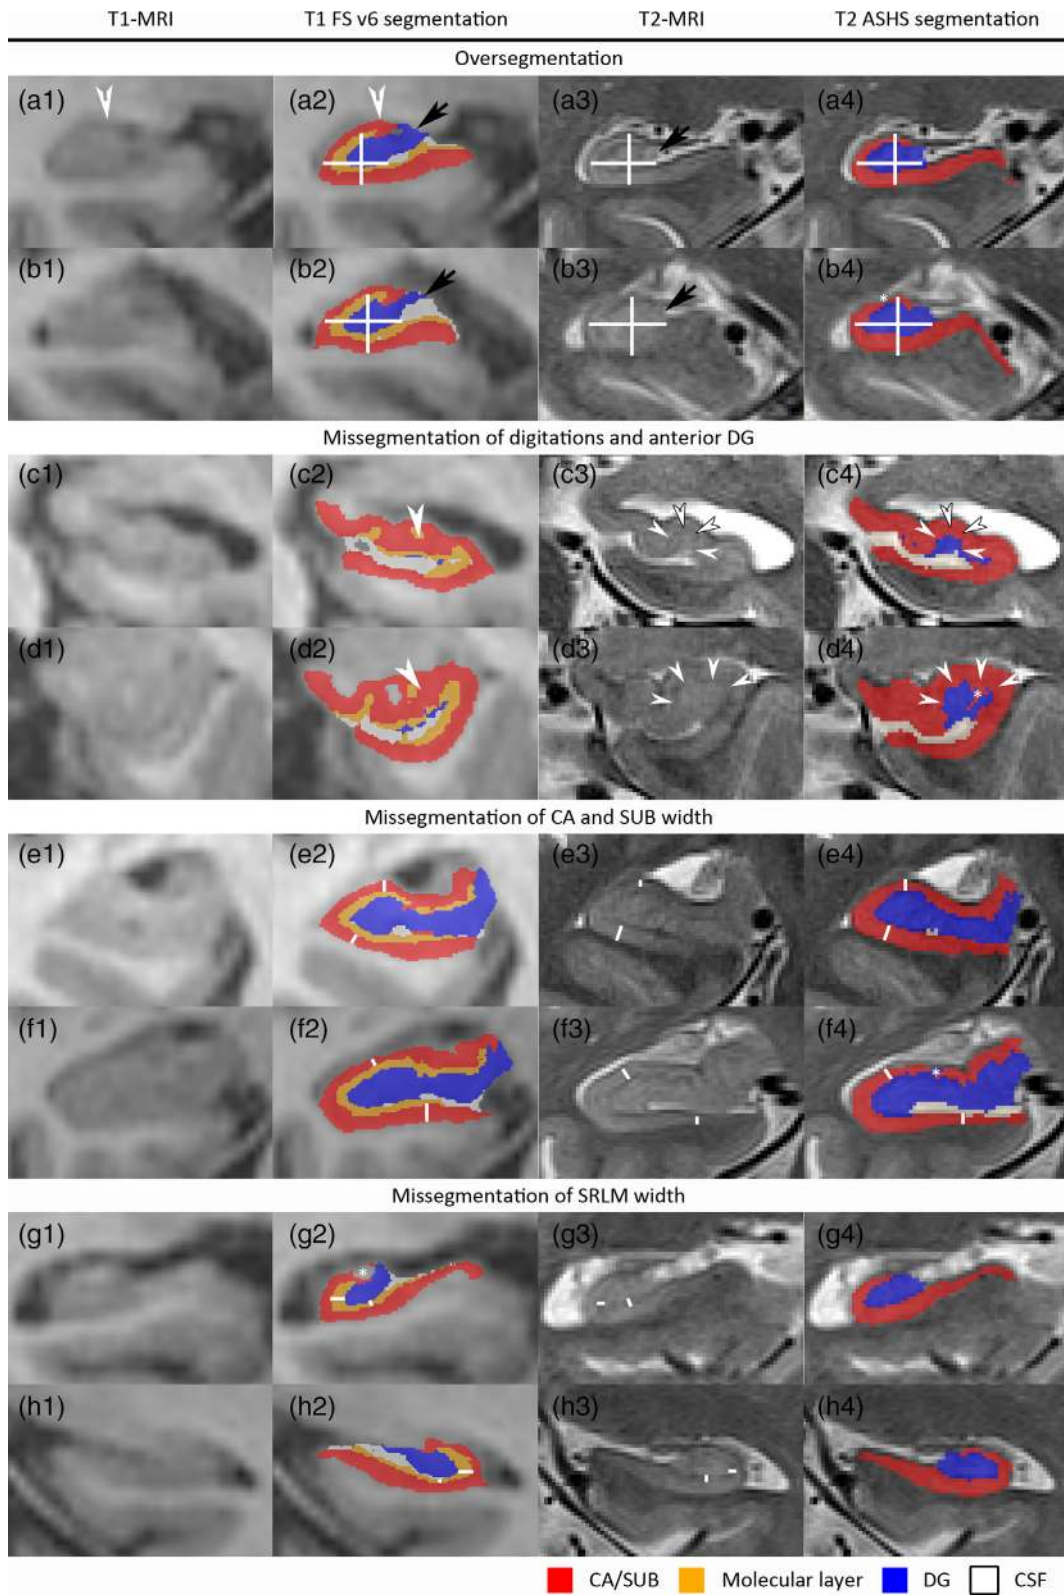 T1-MRI T1 FS v6 segmentation T2-MRI T2 ASHS segmentation
Oversegmentation
(a1) (a2) (a3) (a4)
(b1) (b2) (b3) (b4)
*
Missegmentation of digitations and anterior DG
(c1) (c2) (c3) (c4)
(d1) (d2) (d3) (d4)
*
Missegmentation of CA and SUB width
(e1) (e2) (e3) (e4)
*
(f1) (f2) (f3) (f4)
*
Missegmentation of SRLM width
(g1) (g2) (g3) (g4)
*
(h1) (h2) (h3) (h4)
CA/SUB Molecular layer DG CSF